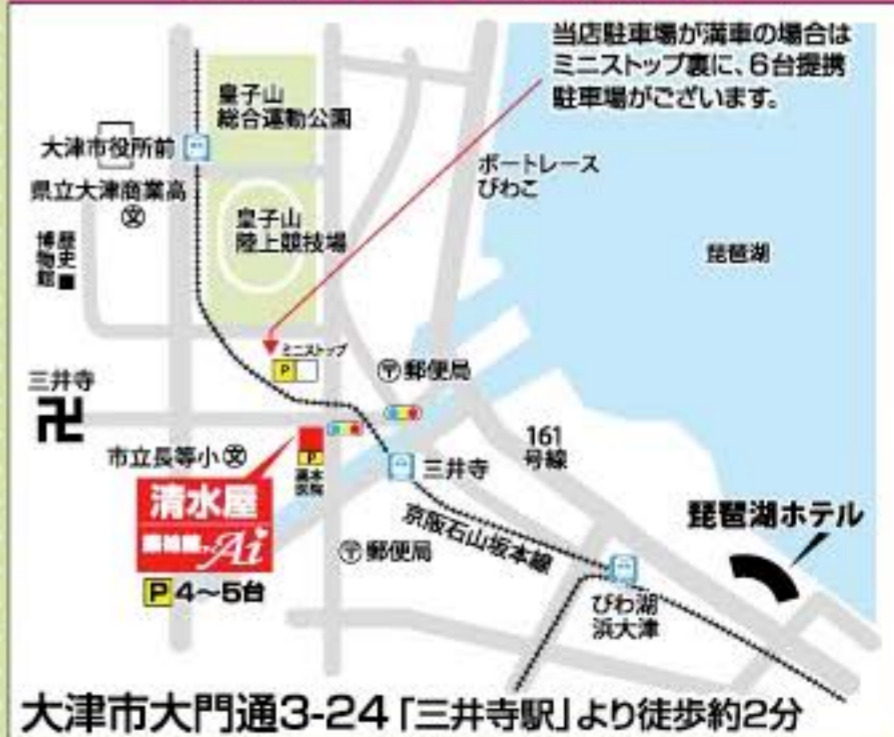 当店駐車場が満車の場合は
ミニストップ裏に、6台提携
駐車場がございます。
皇子山
総合運動公園
大津市役所前
ボートレース
びわこ
県立大津商業高
文
皇子山
陸上競技場
歴史
博物館
琵琶湖
ミニストップ
P
〒郵便局
三井寺
卍
161
号線
市立長等小文
P
三井寺
清水屋
Ai
京阪石山坂本線
琵琶湖ホテル
〒郵便局
P4〜5台
びわ湖
浜大津
大津市大門通3-24「三井寺駅」より徒歩約2分